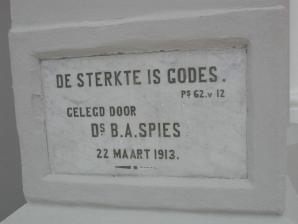 DE STERKTE IS GODES.
Ps 62.v 12
GELEGD DOOR
Ds B.A.SPIES
22 MAART 1913.